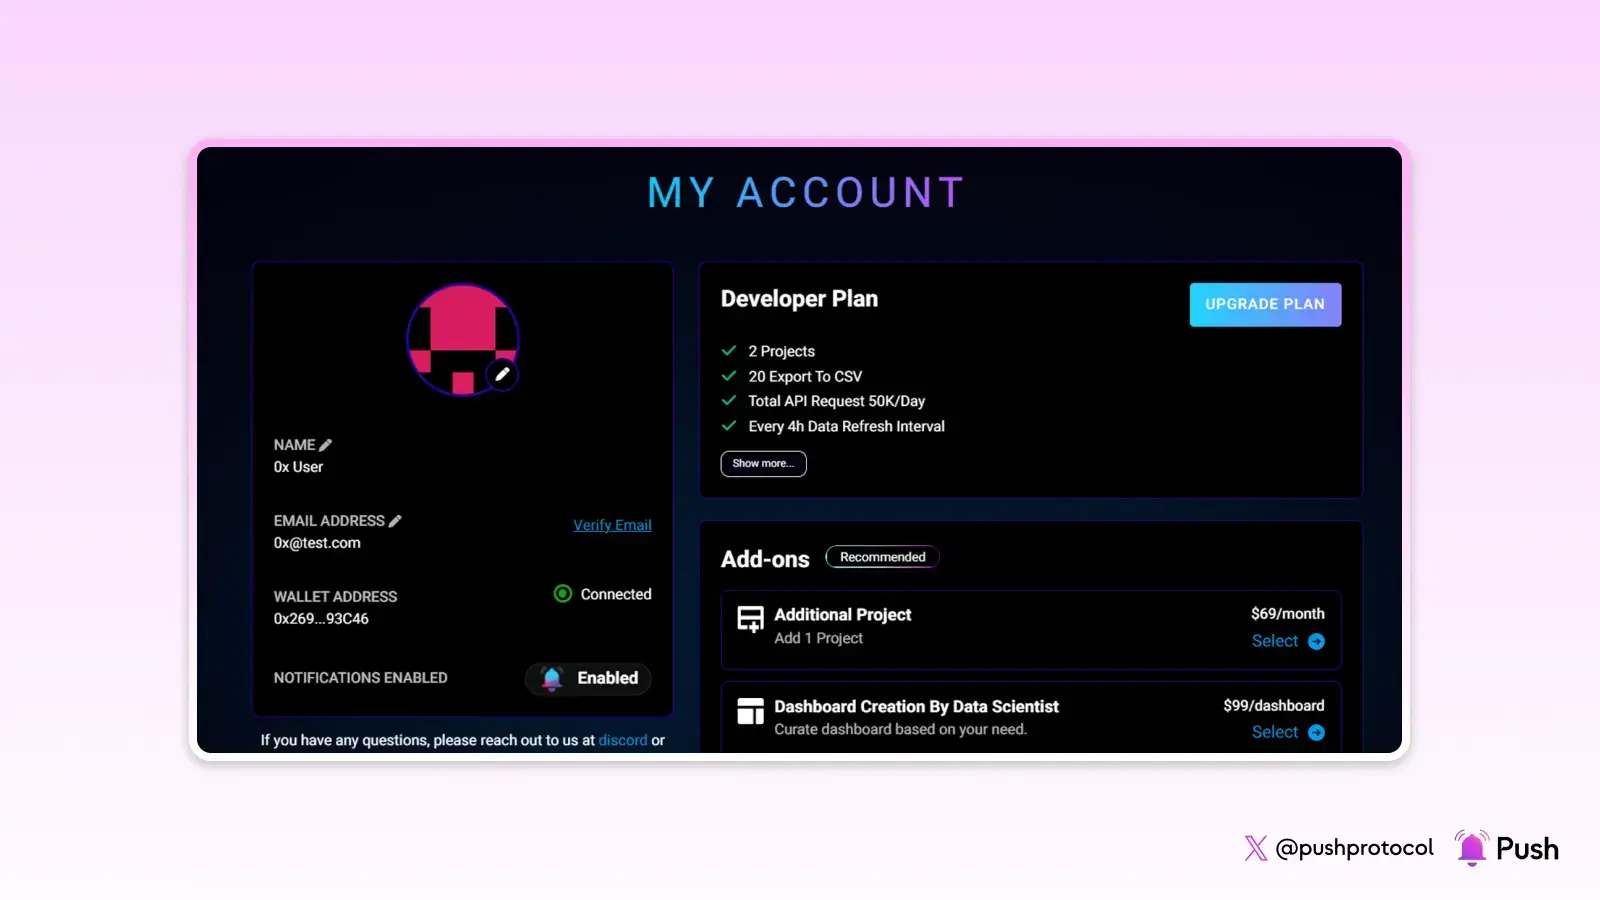 MY ACCOUNT
NAME
0x User
EMAIL ADDRESS
Verify Email
0x@test.com
WALLET ADDRESS
Connected
0x269...93C46
NOTIFICATIONS ENABLED
Enabled
If you have any questions, please reach out to us at discord or
Developer Plan
UPGRADE PLAN
2 Projects
20 Export To CSV
Total API Request 50K/Day
Every 4h Data Refresh Interval
Show more...
Add-ons
Recommended
Additional Project
$69/month
Add 1 Project
Select
Dashboard Creation By Data Scientist
$99/dashboard
Curate dashboard based on your need.
Select
@pushprotocol
Push